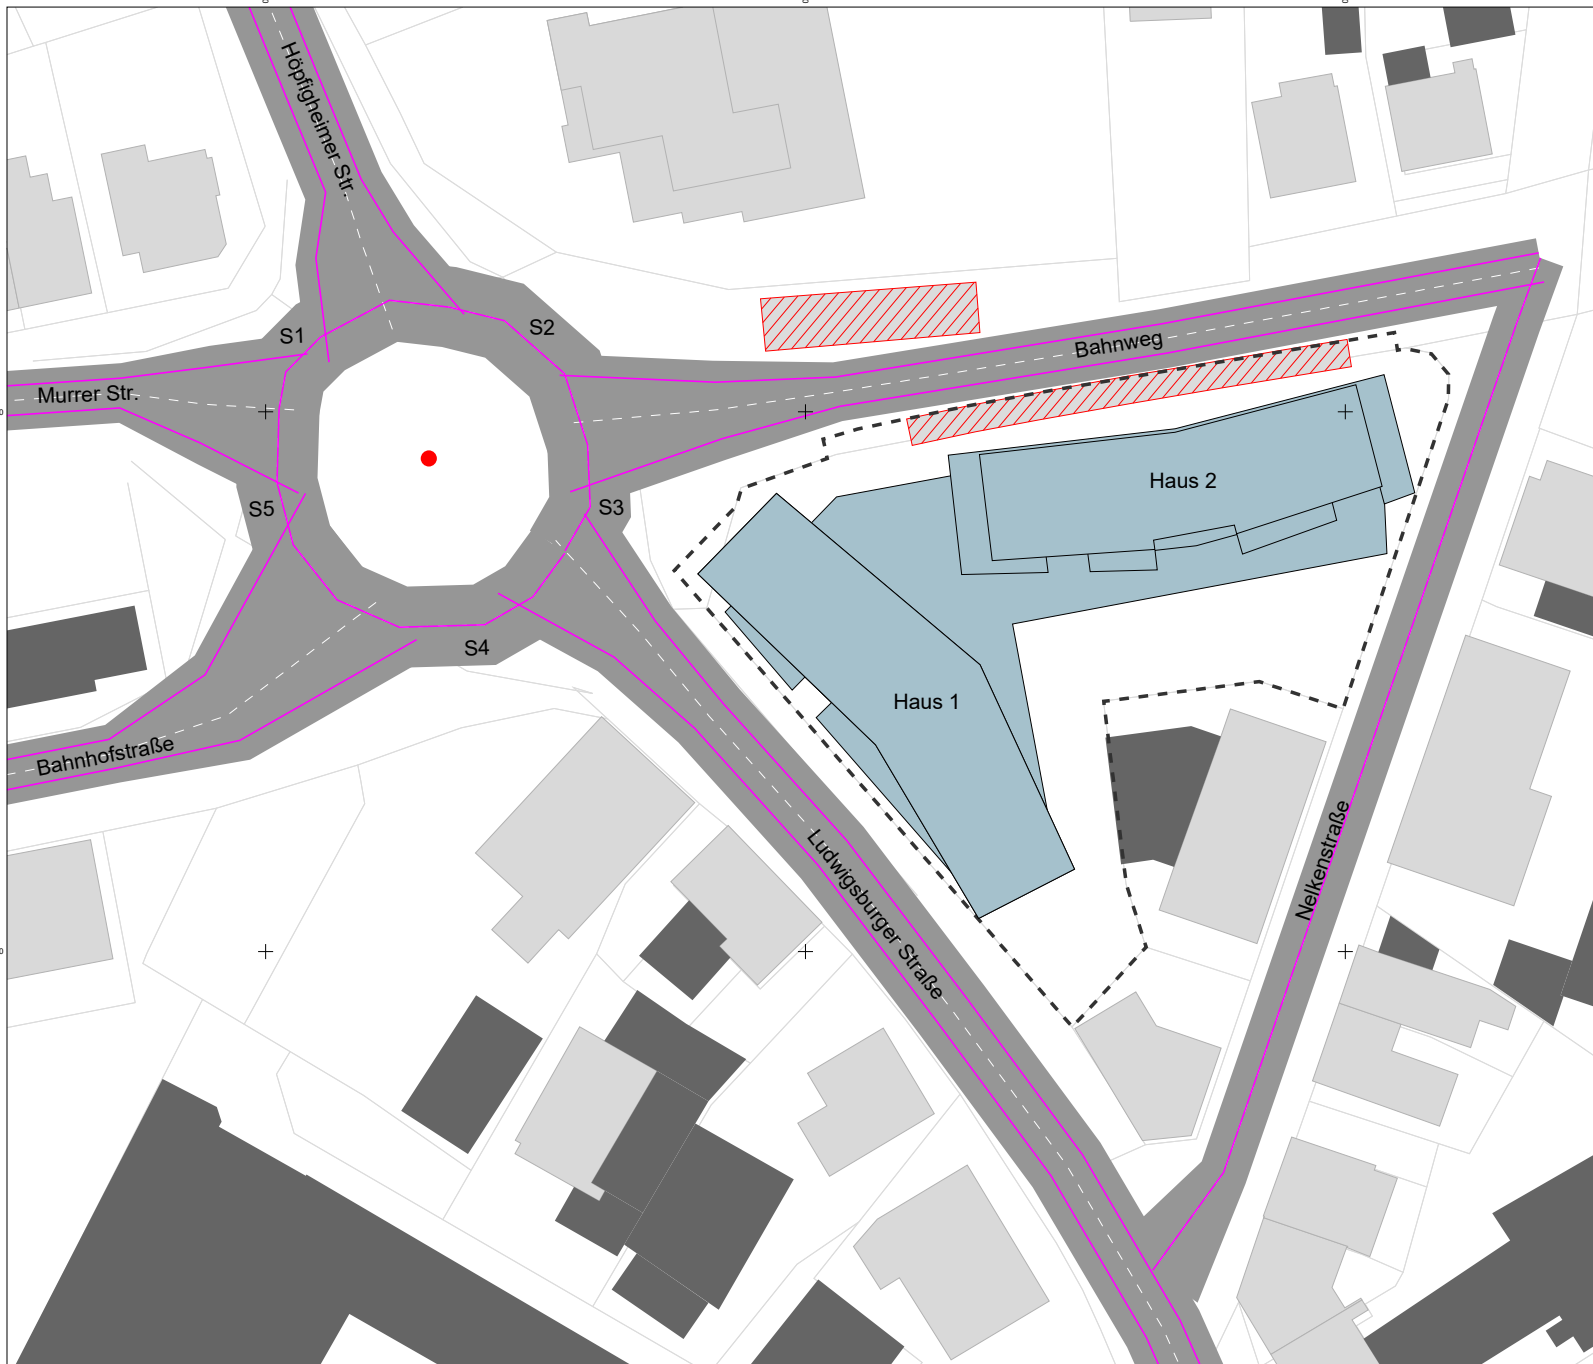 Höpfigheimer Str.
S1
S2
Bahnweg
Murrer Str.
Haus 2
S5
S3
S4
Haus 1
Bahnhofstraße
Ludwigsburger Straße
Nelkenstraße